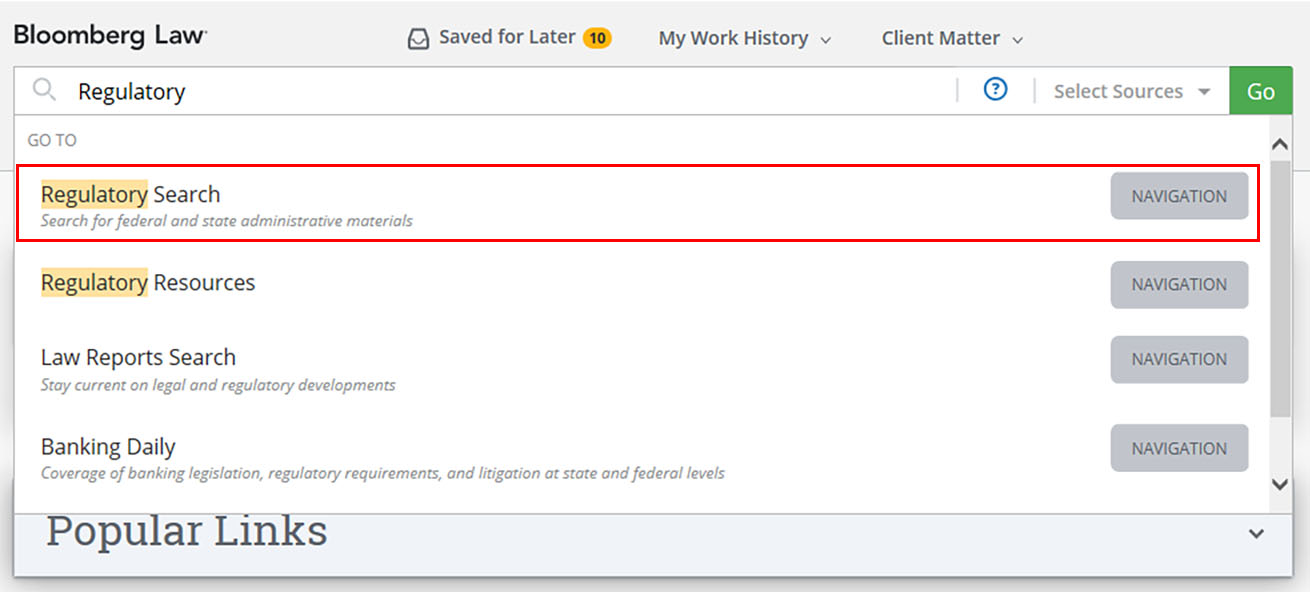 Bloomberg Law Saved for Later 10 My Work History Client Matter
Regulatory ? Select Sources Go
GO TO
Regulatory Search NAVIGATION
Search for federal and state administrative materials
Regulatory Resources NAVIGATION
Law Reports Search NAVIGATION
Stay current on legal and regulatory developments
Banking Daily NAVIGATION
Coverage of banking legislation, regulatory requirements, and litigation at state and federal levels
Popular Links